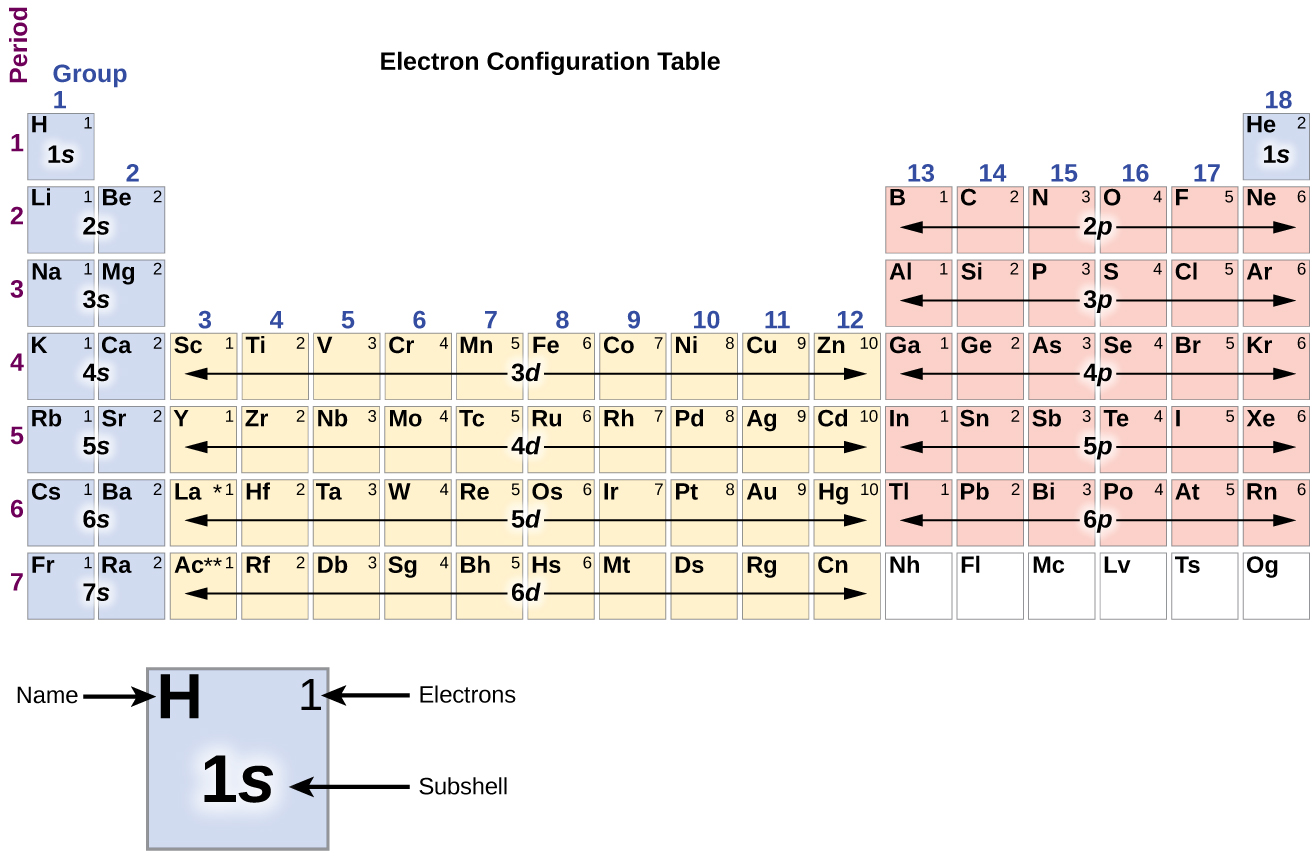 Period
Electron Configuration Table
Group
1 18
H 1 He 2
1 1s 1s
2 13 14 15 16 17
Li 1 Be 2 B 1 C 2 N 3 O 4 F 5 Ne 6
2 2s 2p
Na 1 Mg 2 Al 1 Si 2 P 3 S 4 Cl 5 Ar 6
3 3s 3p
3 4 5 6 7 8 9 10 11 12
K 1 Ca 2 Sc 1 Ti 2 V 3 Cr 4 Mn 5 Fe 6 Co 7 Ni 8 Cu 9 Zn 10 Ga 1 Ge 2 As 3 Se 4 Br 5 Kr 6
4 4s 3d 4p
Rb 1 Sr 2 Y 1 Zr 2 Nb 3 Mo 4 Tc 5 Ru 6 Rh 7 Pd 8 Ag 9 Cd 10 In 1 Sn 2 Sb 3 Te 4 I 5 Xe 6
5 5s 4d 5p
Cs 1 Ba 2 La *1 Hf 2 Ta 3 W 4 Re 5 Os 6 Ir 7 Pt 8 Au 9 Hg 10 Tl 1 Pb 2 Bi 3 Po 4 At 5 Rn 6
6 6s 5d 6p
Fr 1 Ra 2 Ac**1 Rf 2 Db 3 Sg 4 Bh 5 Hs 6 Mt Ds Rg Cn Nh Fl Mc Lv Ts Og
7 7s 6d
Name H 1 Electrons
1s Subshell